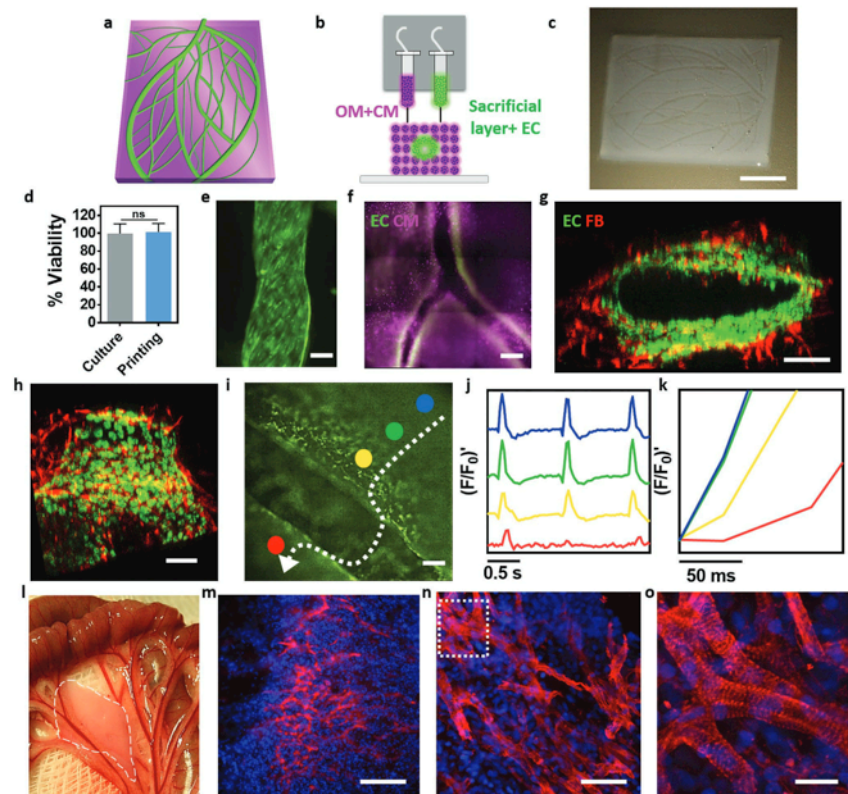 a
b
c
OM+CM
Sacrificial
layer+ EC
d
e
f
g
ns
120
100
80
60
40
20
0
% Viability
Culture
Printing
EC CM
EC FB
h
i
j
k
(F/F₀)'
(F/F₀)'
0.5 s
50 ms
l
m
n
o